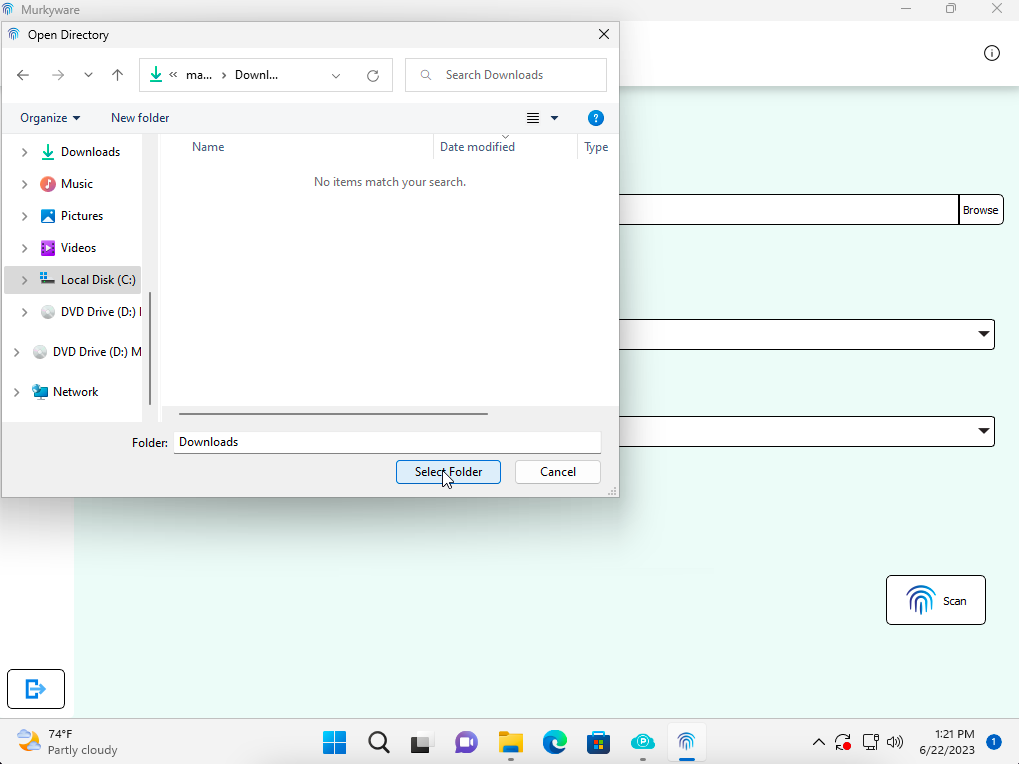 Murkyware
Open Directory
ma... Downl...
Search Downloads
Organize New folder
Name Date modified Type
No items match your search.
Downloads
Music
Pictures
Videos
Local Disk (C:)
DVD Drive (D:)
DVD Drive (D:) M
Network
Folder: Downloads
Select Folder Cancel
Browse
Scan
74°F
Partly cloudy
1:21 PM
6/22/2023
1